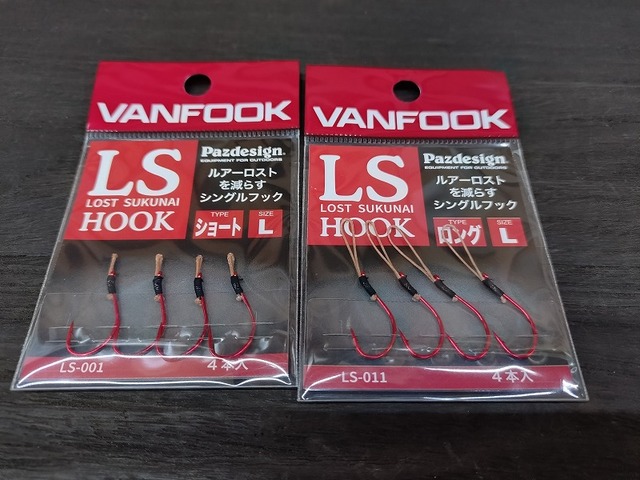 VANFOOK
LS
LOST SUKUNAI
HOOK
Pazdesign
EQUIPMENT FOR OUTDOORS
ルアーロスト
を減らす
シングルフック
TYPE
ショート
SIZE
L
LS-001
4本入
VANFOOK
LS
LOST SUKUNAI
HOOK
Pazdesign
EQUIPMENT FOR OUTDOORS
ルアーロスト
を減らす
シングルフック
TYPE
ロング
SIZE
L
LS-011
4本入